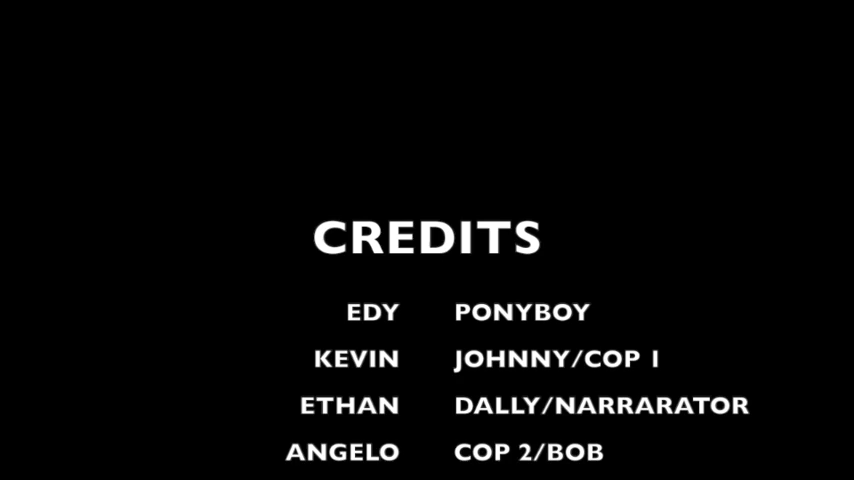 CREDITS
EDY PONYBOY
KEVIN JOHNNY/COP 1
ETHAN DALLY/NARRARATOR
ANGELO COP 2/BOB